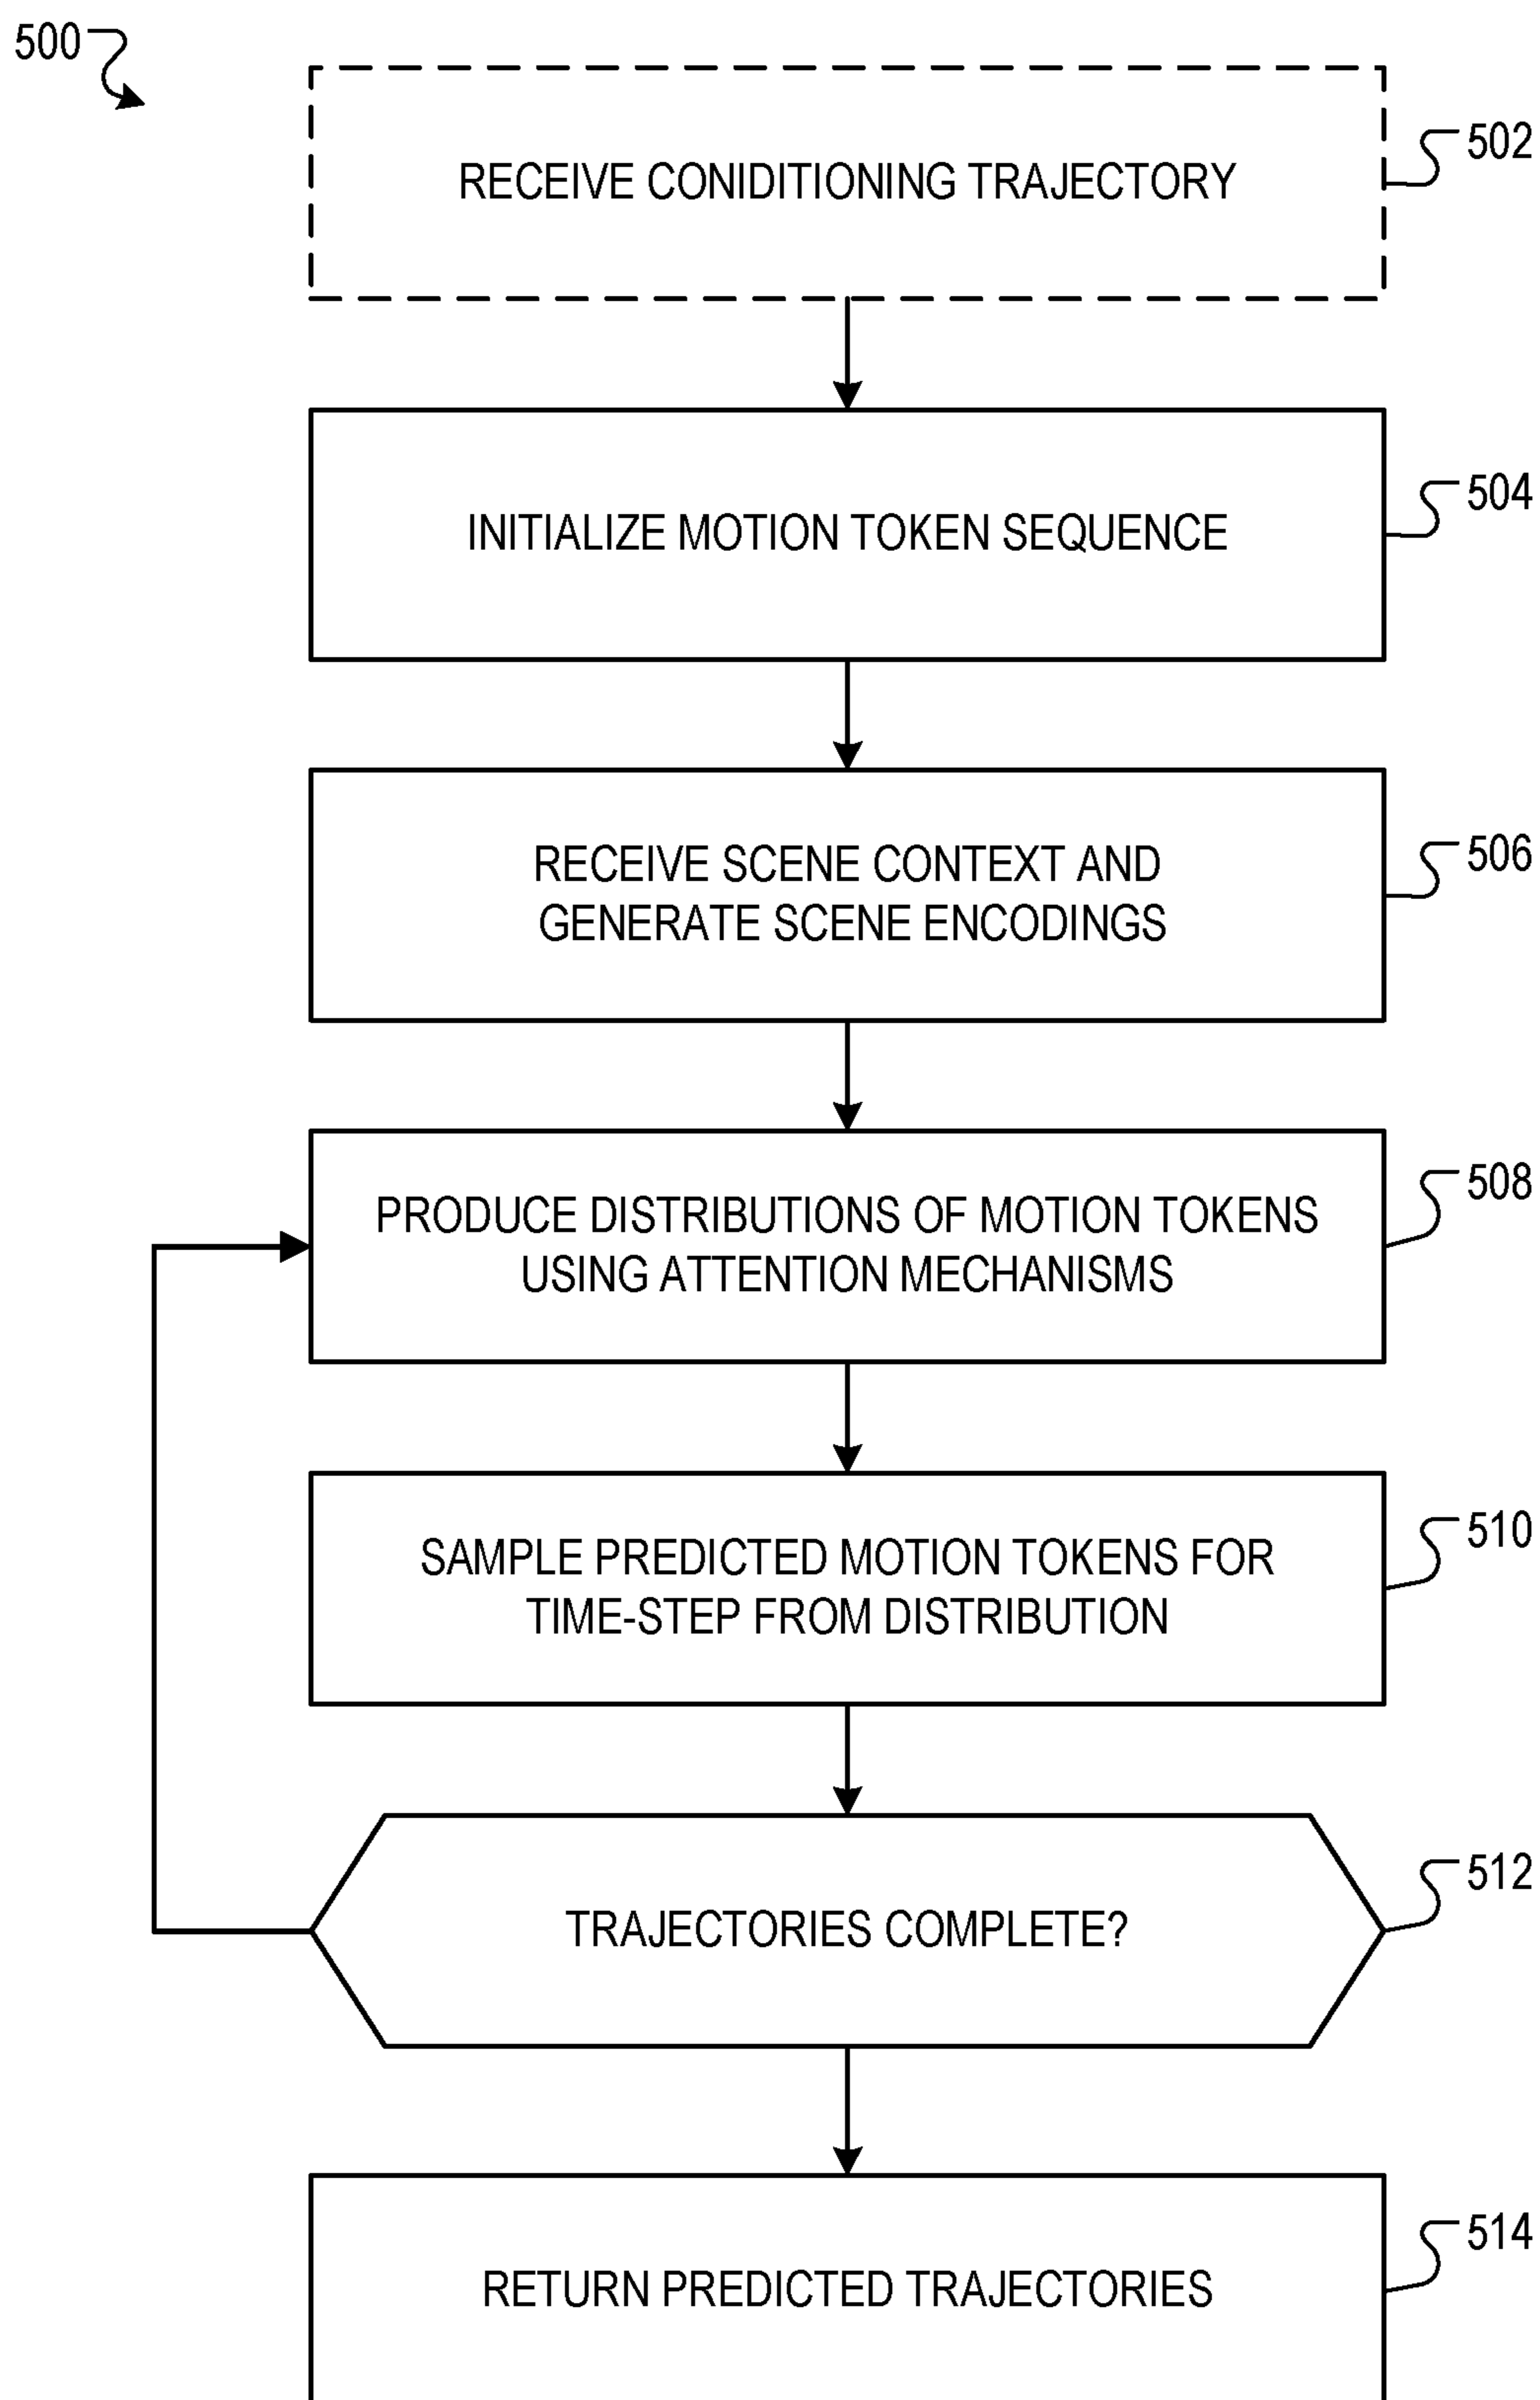 500
RECEIVE CONIDITIONING TRAJECTORY
502
INITIALIZE MOTION TOKEN SEQUENCE
504
RECEIVE SCENE CONTEXT AND
GENERATE SCENE ENCODINGS
506
PRODUCE DISTRIBUTIONS OF MOTION TOKENS
USING ATTENTION MECHANISMS
508
SAMPLE PREDICTED MOTION TOKENS FOR
TIME-STEP FROM DISTRIBUTION
510
TRAJECTORIES COMPLETE?
512
RETURN PREDICTED TRAJECTORIES
514